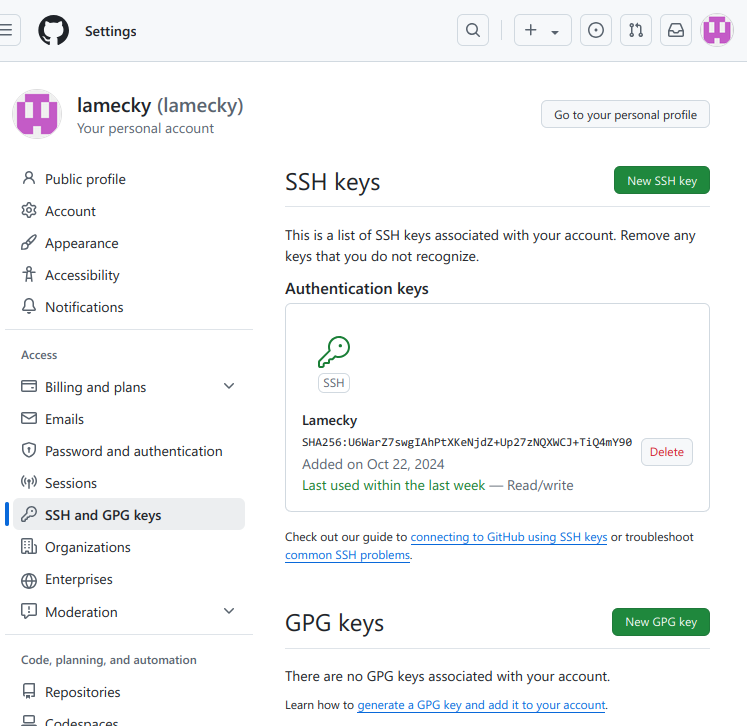 Settings
lamecky (lamecky)
Your personal account
Go to your personal profile
Public profile
Account
Appearance
Accessibility
Notifications
Access
Billing and plans
Emails
Password and authentication
Sessions
SSH and GPG keys
Organizations
Enterprises
Moderation
Code, planning, and automation
Repositories
Codespaces
SSH keys
New SSH key
This is a list of SSH keys associated with your account. Remove any
keys that you do not recognize.
Authentication keys
SSH
Lamecky
SHA256:U6WarZ7swgIAhPtXKeNjdZ+Up27zNQXWCJ+TiQ4mY90
Added on Oct 22, 2024
Last used within the last week — Read/write
Delete
Check out our guide to connecting to GitHub using SSH keys or troubleshoot
common SSH problems.
GPG keys
New GPG key
There are no GPG keys associated with your account.
Learn how to generate a GPG key and add it to your account.